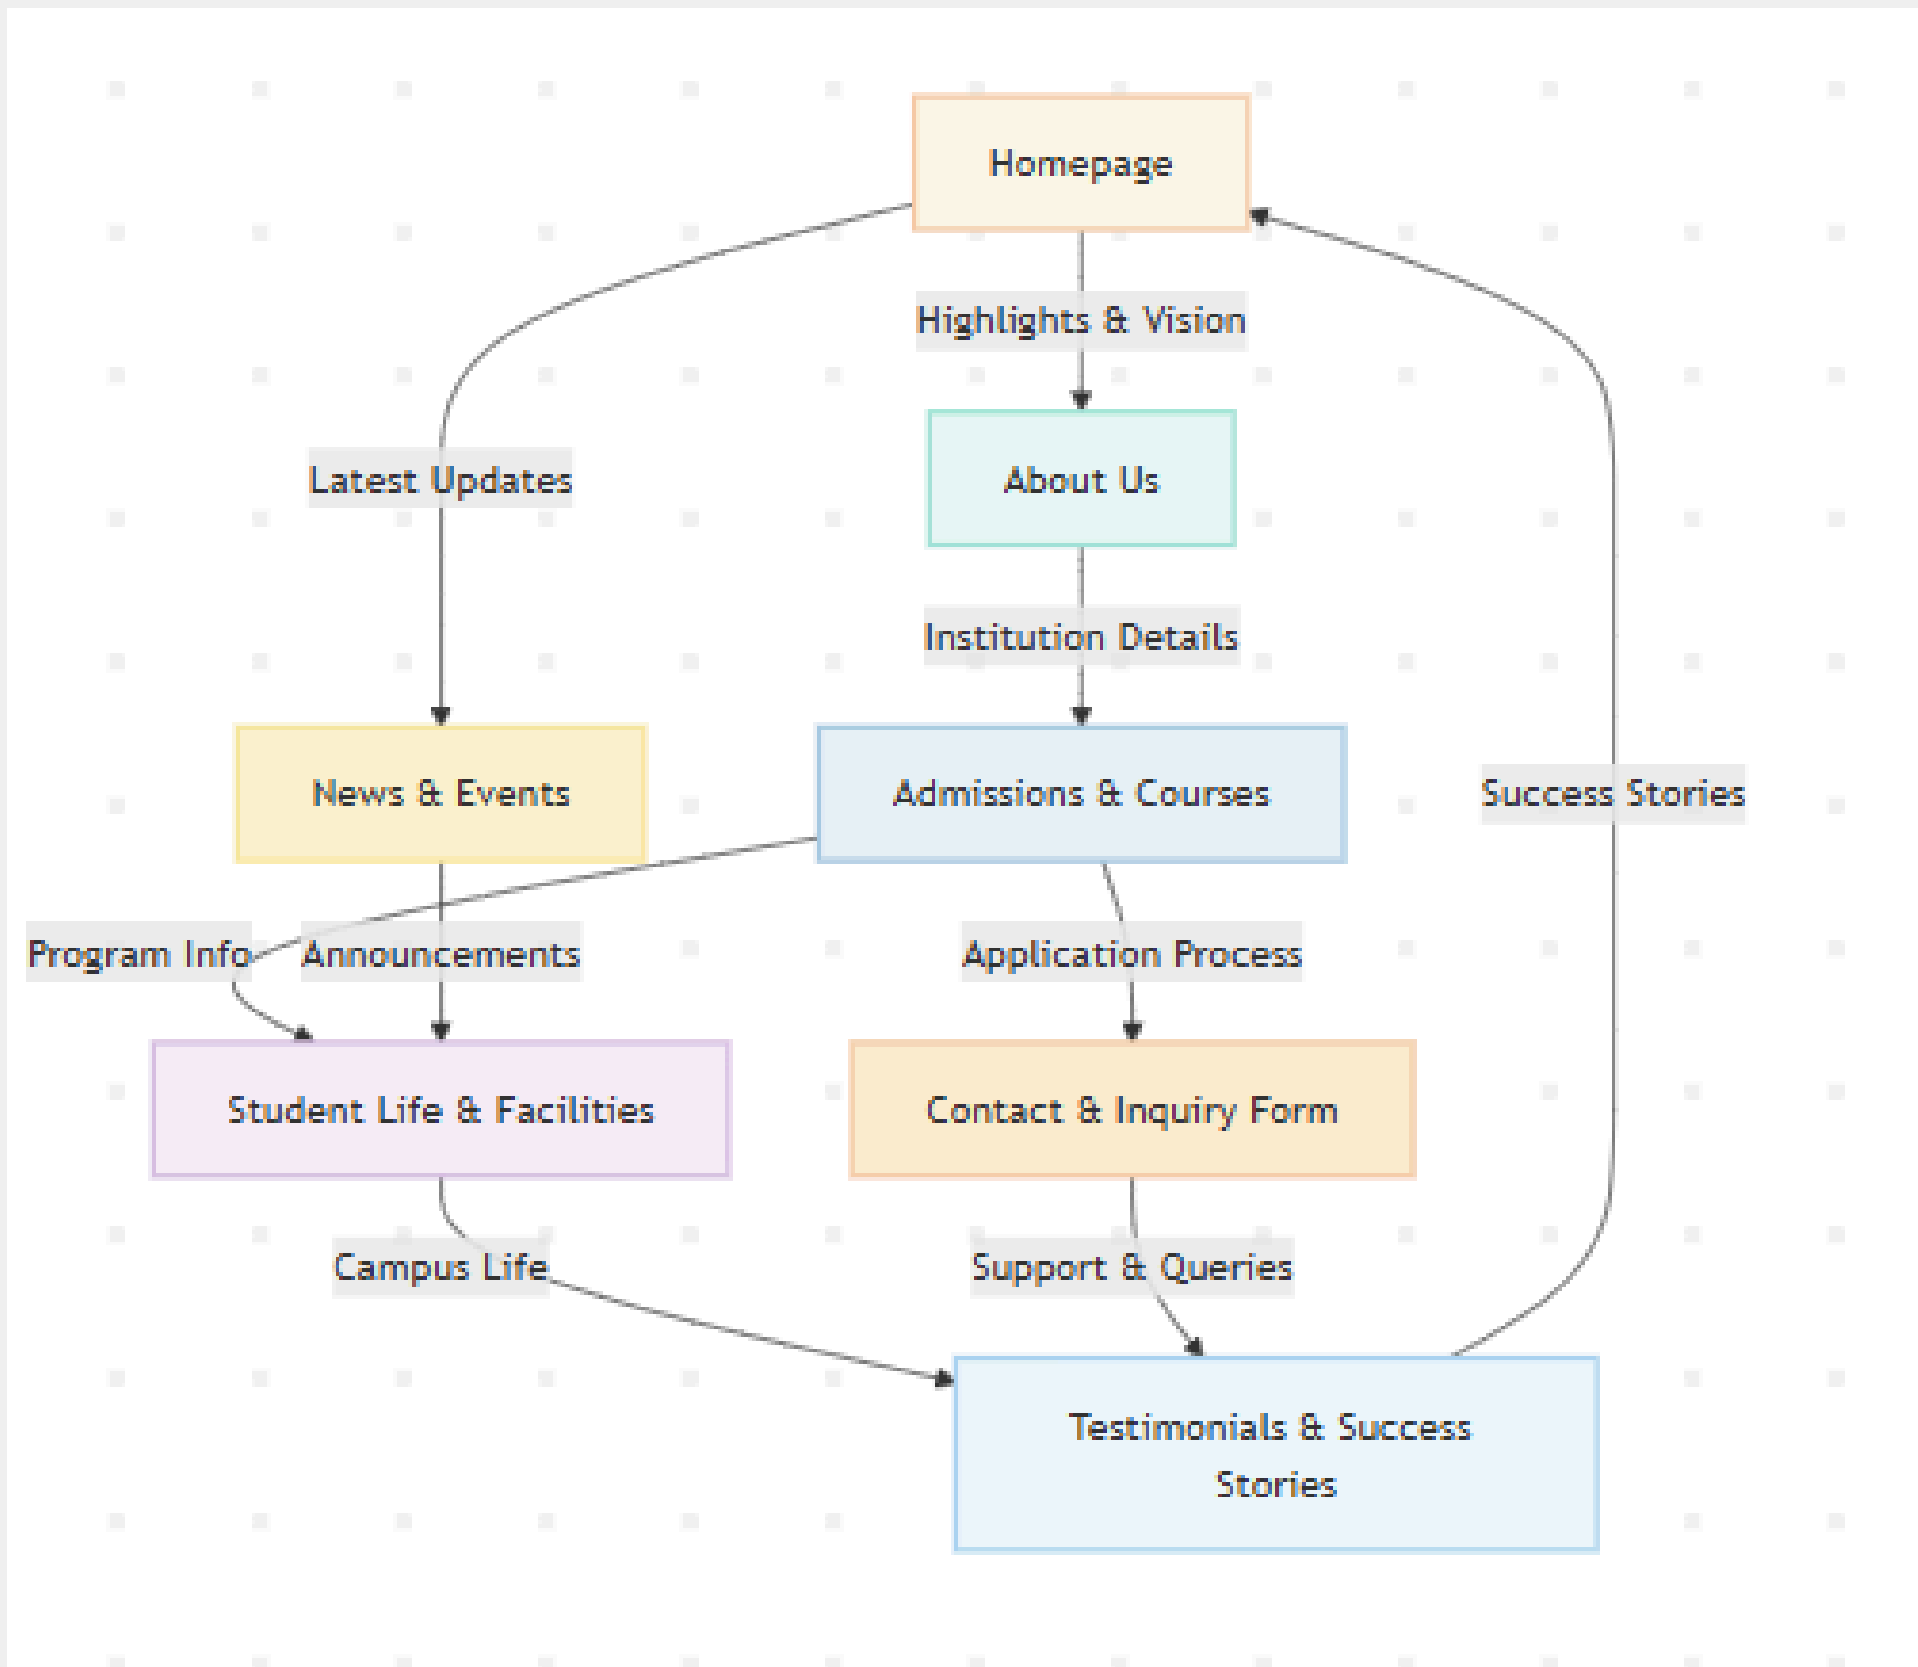 Homepage
Highlights & Vision
Latest Updates
About Us
Institution Details
News & Events
Admissions & Courses
Success Stories
Program Info
Announcements
Application Process
Student Life & Facilities
Contact & Inquiry Form
Campus Life
Support & Queries
Testimonials & Success
Stories